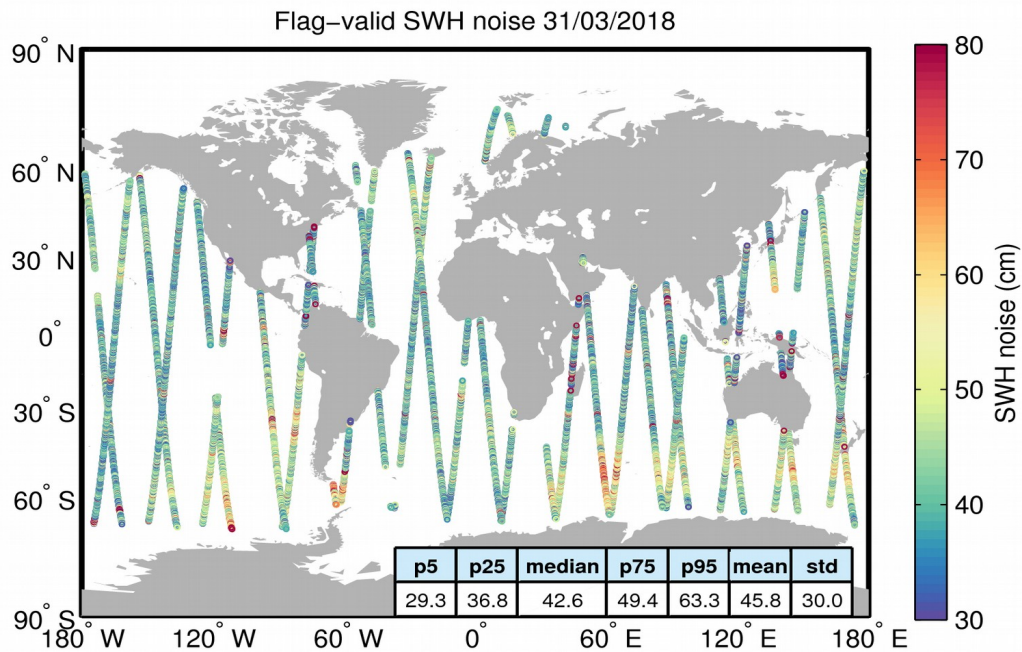 Flag−valid SWH noise 31/03/2018
90° N
60° N
30° N
0°
30° S
60° S
90° S
180° W
120° W
60° W
0°
60° E
120° E
180° E
80
70
60
50
40
30
SWH noise (cm)
p5 p25 median p75 p95 mean std
29.3 36.8 42.6 49.4 63.3 45.8 30.0